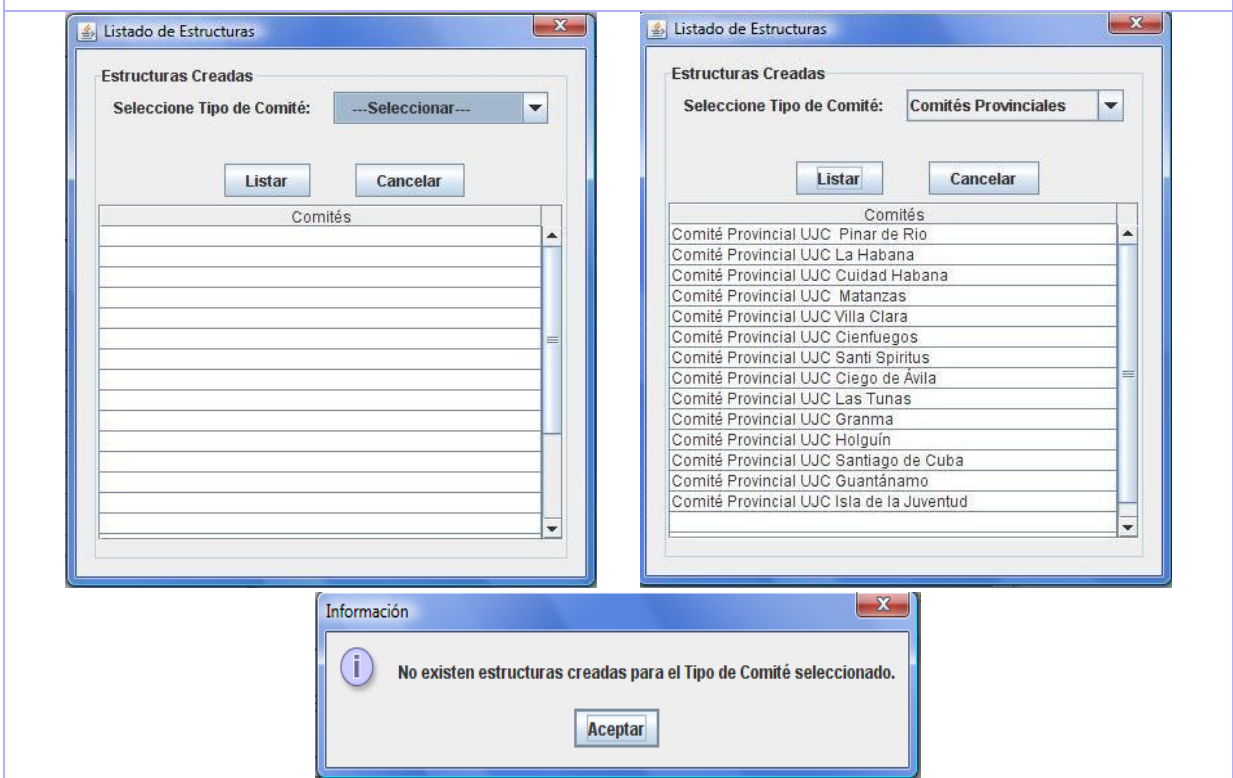 Listado de Estructuras
Estructuras Creadas
Seleccione Tipo de Comité: ---Seleccionar---
Listar Cancelar
Comités
Listado de Estructuras
Estructuras Creadas
Seleccione Tipo de Comité: Comités Provinciales
Listar Cancelar
Comités
Comité Provincial UJC Pinar de Rio
Comité Provincial UJC La Habana
Comité Provincial UJC Cuidad Habana
Comité Provincial UJC Matanzas
Comité Provincial UJC Villa Clara
Comité Provincial UJC Cienfuegos
Comité Provincial UJC Santi Spiritus
Comité Provincial UJC Ciego de Ávila
Comité Provincial UJC Las Tunas
Comité Provincial UJC Granma
Comité Provincial UJC Holguín
Comité Provincial UJC Santiago de Cuba
Comité Provincial UJC Guantánamo
Comité Provincial UJC Isla de la Juventud
Información
No existen estructuras creadas para el Tipo de Comité seleccionado.
Aceptar